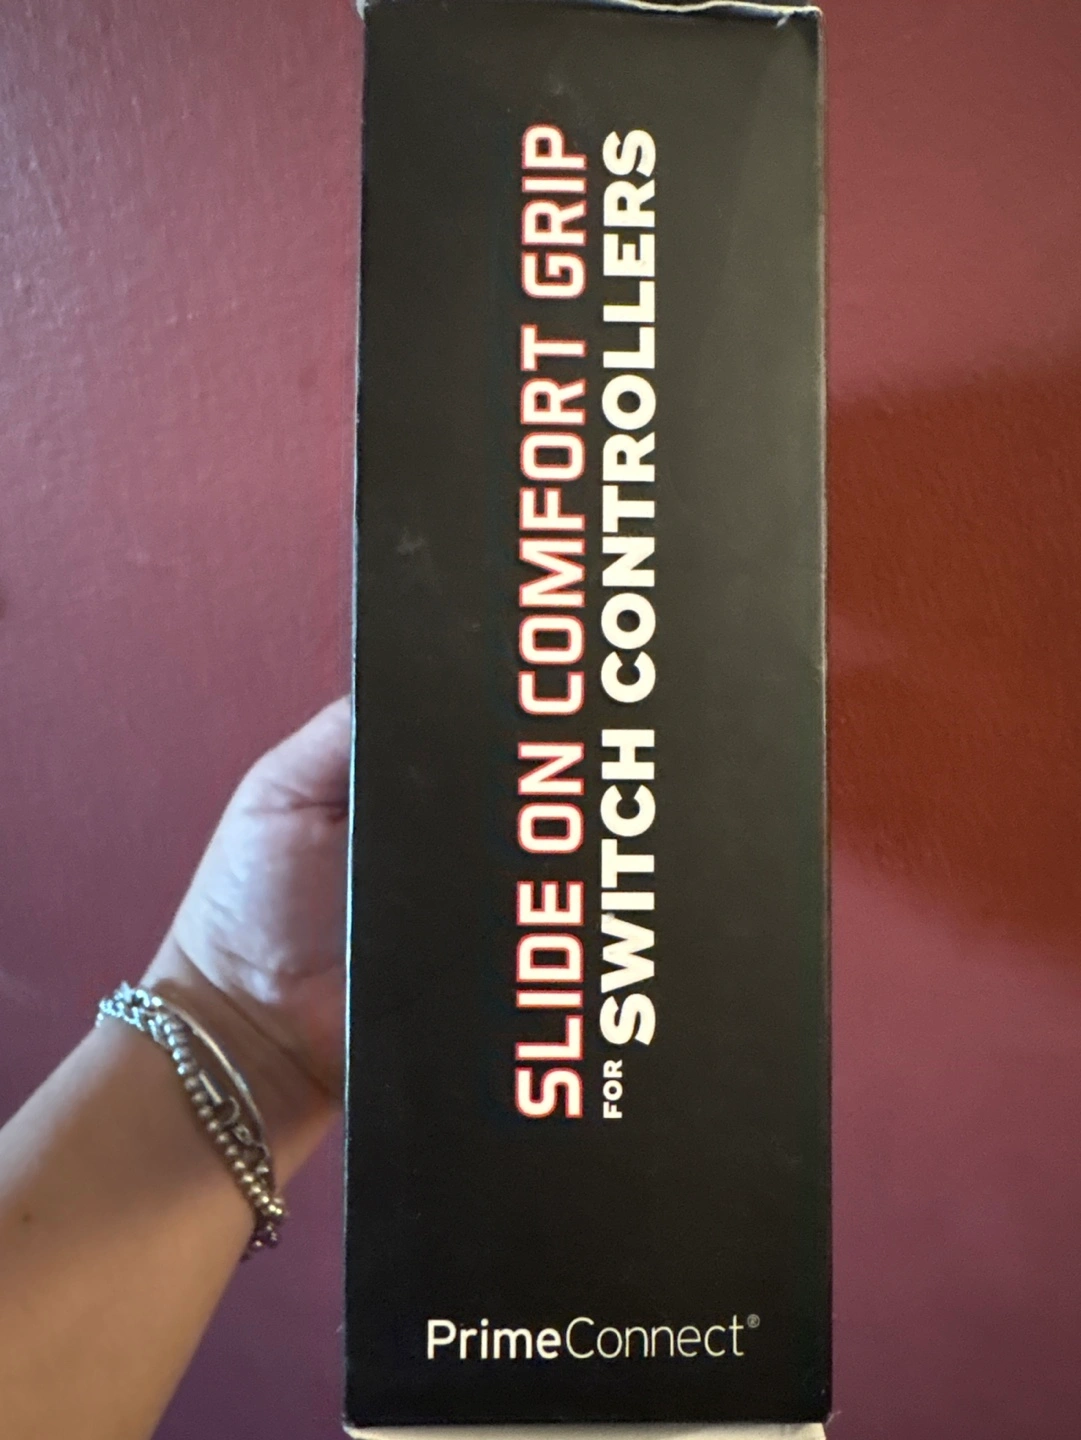 SLIDE ON COMFORT GRIP
FOR SWITCH CONTROLLERS
PrimeConnect®